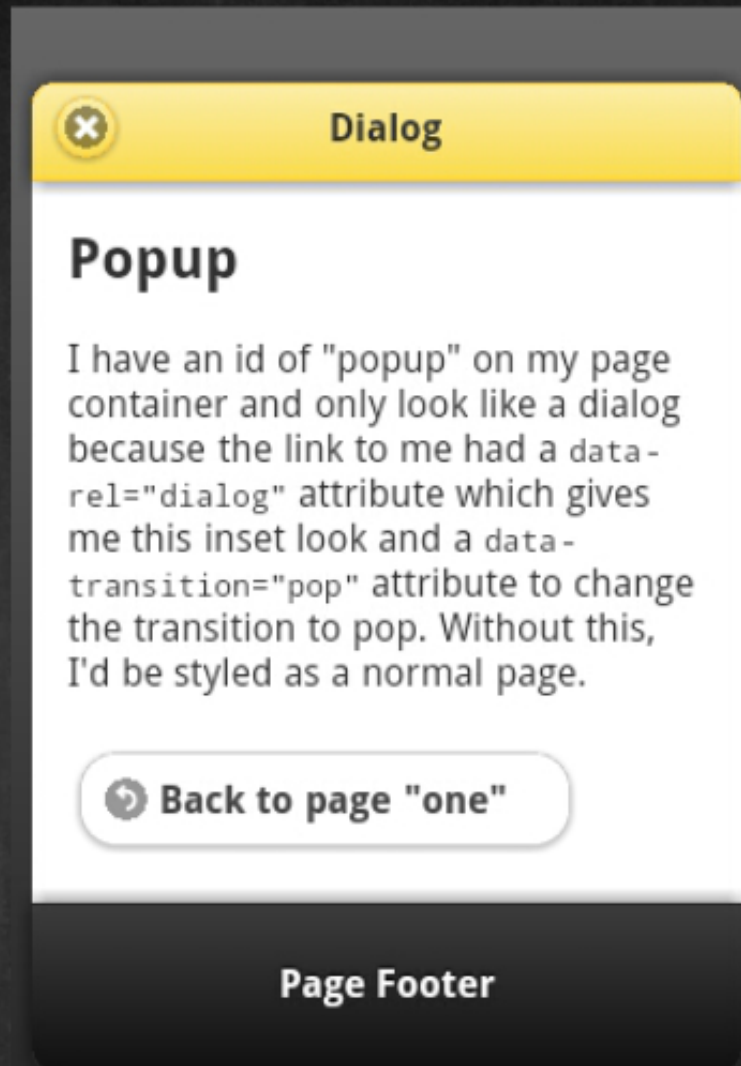 Dialog
Popup
I have an id of "popup" on my page
container and only look like a dialog
because the link to me had a data-
rel="dialog" attribute which gives
me this inset look and a data-
transition="pop" attribute to change
the transition to pop. Without this,
I'd be styled as a normal page.
Back to page "one"
Page Footer